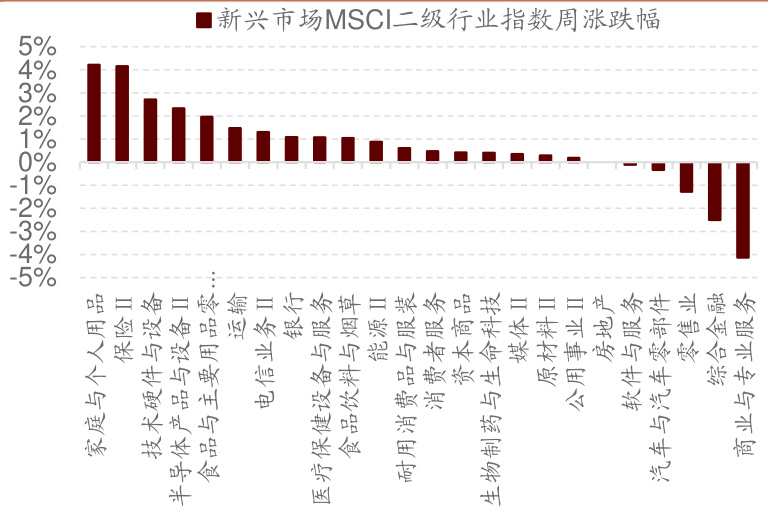 新兴市场MSCI二级行业指数周涨跌幅
5%
4%
3%
2%
1%
0%
-1%
-2%
-3%
-4%
-5%
家庭与个人用品
保险Ⅱ
技术硬件与设备
半导体产品与设备Ⅱ
食品与主要用品零…
运输
电信业务Ⅱ
银行
医疗保健设备与服务
食品饮料与烟草
能源Ⅱ
耐用消费品与服装
消费者服务
资本商品
生物制药与生命科技
媒体Ⅱ
原材料Ⅱ
公用事业Ⅱ
房地产
软件与服务
汽车与汽车零部件
零售业
综合金融
商业与专业服务